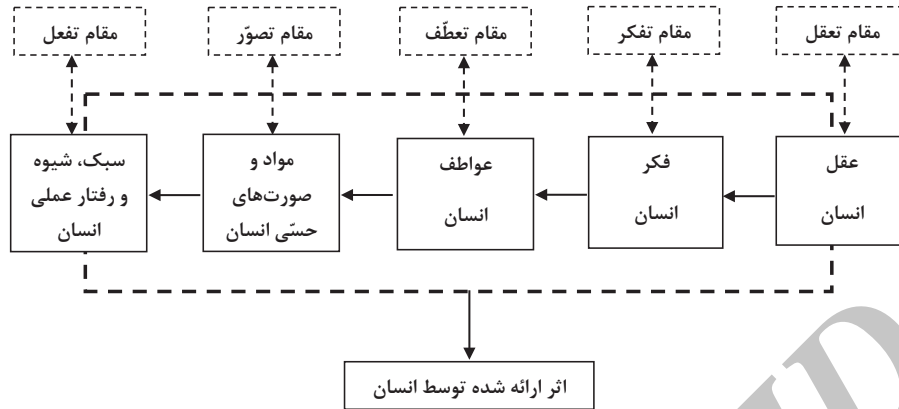 مقام تعقل
مقام تفکر
مقام تعطّف
مقام تصوّر
مقام تفعل
عقل
انسان
فکر
انسان
عواطف
انسان
مواد و
صورت‌های
حسّی انسان
سبک، شیوه
و رفتار عملی
انسان
اثر ارائه شده توسط انسان